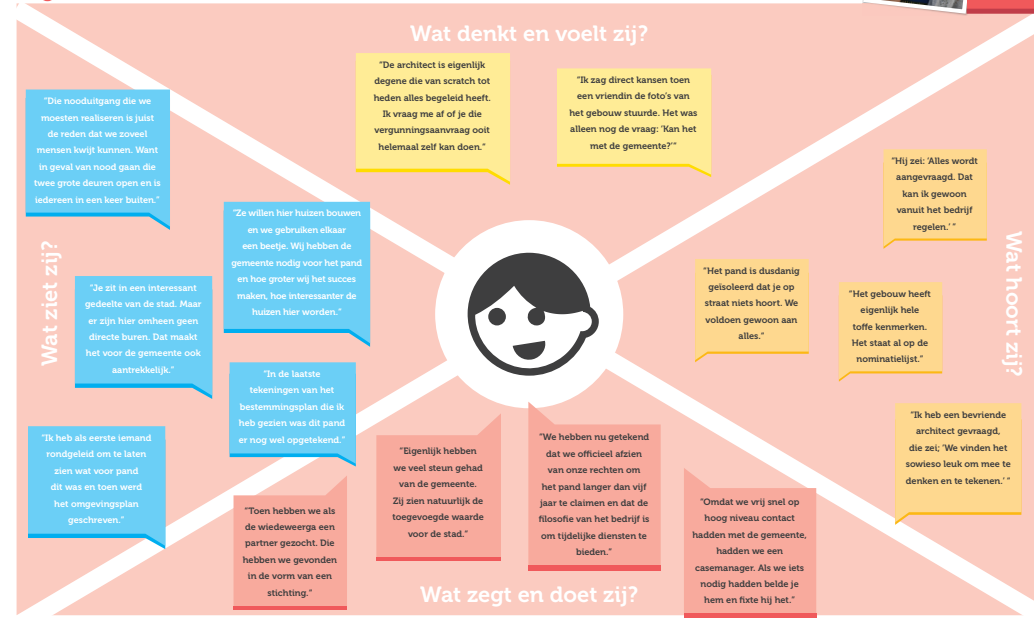 Wat denkt en voelt zij?
“De architect is eigenlijk
degene die van scratch tot
heden alles begeleid heeft.
Ik vraag me af of je die
vergunningsaanvraag ooit
helemaal zelf kan doen.”
“Ik zag direct kansen toen
een vriendin de foto’s van
het gebouw stuurde. Het was
alleen nog de vraag: ‘Kan het
met de gemeente?’”
Wat ziet zij?
“Die nooduitgang die we
moesten realiseren is juist
de reden dat we zoveel
mensen kwijt kunnen. Want
in geval van nood gaan die
twee grote deuren open en is
iedereen in een keer buiten.”
“Ze willen hier huizen bouwen
en we gebruiken elkaar
een beetje. Wij hebben de
gemeente nodig voor het pand
en hoe groter wij het succes
maken, hoe interessanter de
huizen hier worden.”
“Je zit in een interessant
gedeelte van de stad. Maar
er zijn hier omheen geen
directe buren. Dat maakt
het voor de gemeente ook
aantrekkelijk.”
“In de laatste
tekeningen van het
bestemmingsplan die ik
heb gezien was dit pand
er nog wel opgetekend.”
“Ik heb als eerste iemand
rondgeleid om te laten
zien wat voor pand
dit was en toen werd
het omgevingsplan
geschreven.”
Wat hoort zij?
“Hij zei: ‘Alles wordt
aangevraagd. Dat
kan ik gewoon
vanuit het bedrijf
regelen.’ ”
“Het pand is dusdanig
geïsoleerd dat je op
straat niets hoort. We
voldoen gewoon aan
alles.”
“Het gebouw heeft
eigenlijk hele
toffe kenmerken.
Het staat al op de
nominatielijst.”
“Ik heb een bevriende
architect gevraagd,
die zei; ‘We vinden het
sowieso leuk om mee te
denken en te tekenen.’ ”
“Toen hebben we als
de wiedeweerga een
partner gezocht. Die
hebben we gevonden
in de vorm van een
stichting.”
“Eigenlijk hebben
we veel steun gehad
van de gemeente.
Zij zien natuurlijk de
toegevoegde waarde
voor de stad.”
“We hebben nu getekend
dat we officieel afzien
van onze rechten om
het pand langer dan vijf
jaar te claimen en dat de
filosofie van het bedrijf is
om tijdelijke diensten te
bieden.”
“Omdat we vrij snel op
hoog niveau contact
hadden met de gemeente,
hadden we een
casemanager. Als we iets
nodig hadden belde je
hem en fixte hij het.”
Wat zegt en doet zij?